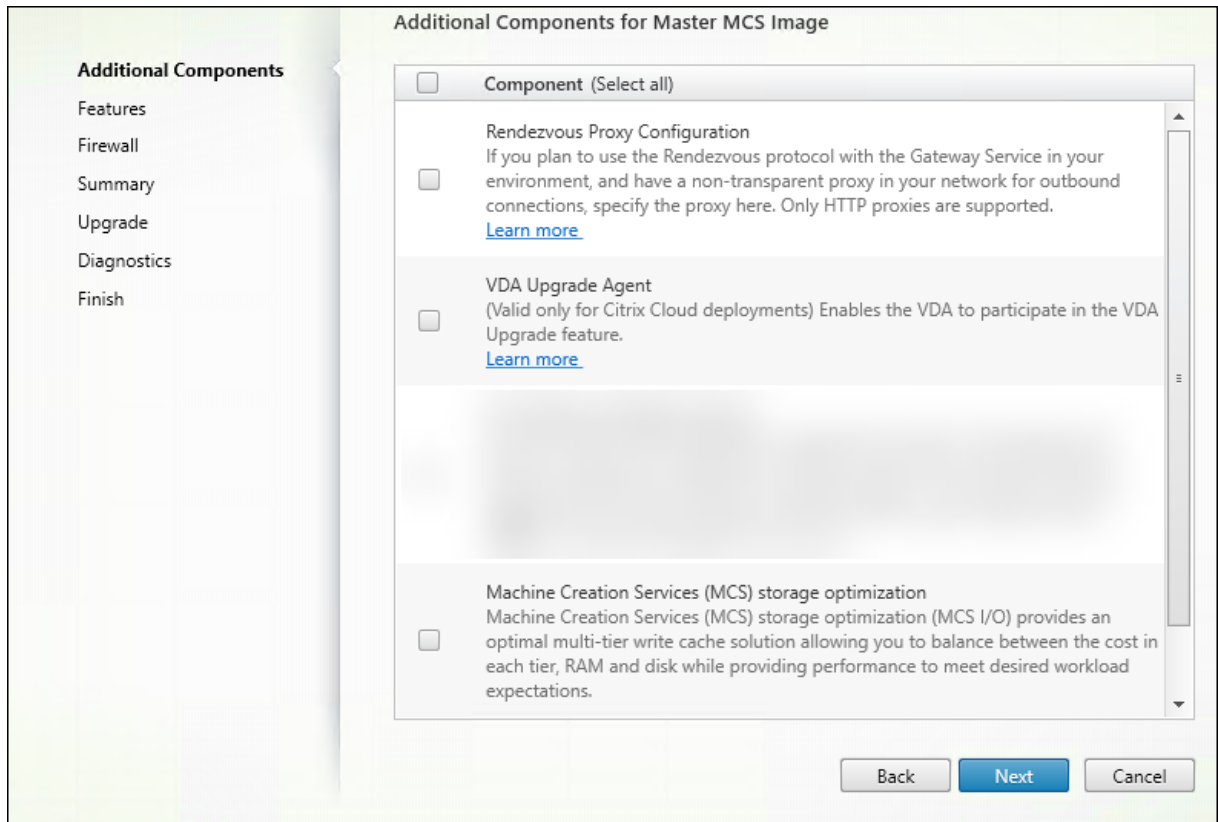 Additional Components for Master MCS Image
Additional Components
Features
Firewall
Summary
Upgrade
Diagnostics
Finish
Component (Select all)
Rendezvous Proxy Configuration
If you plan to use the Rendezvous protocol with the Gateway Service in your
environment, and have a non-transparent proxy in your network for outbound
connections, specify the proxy here. Only HTTP proxies are supported.
Learn more
VDA Upgrade Agent
(Valid only for Citrix Cloud deployments) Enables the VDA to participate in the VDA
Upgrade feature.
Learn more
Machine Creation Services (MCS) storage optimization
Machine Creation Services (MCS) storage optimization (MCS I/O) provides an
optimal multi-tier write cache solution allowing you to balance between the cost in
each tier, RAM and disk while providing performance to meet desired workload
expectations.
Back
Next
Cancel